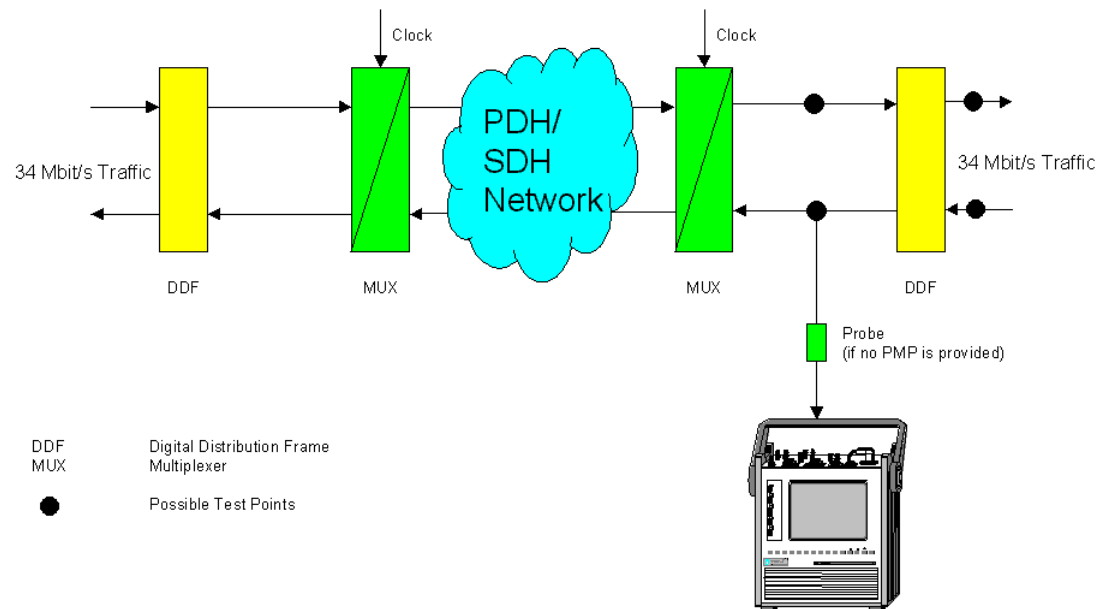 Clock
Clock
PDH/
SDH
Network
34 Mbit/s Traffic
34 Mbit/s Traffic
DDF
MUX
MUX
DDF
Probe
(if no PMP is provided)
DDF Digital Distribution Frame
MUX Multiplexer
Possible Test Points